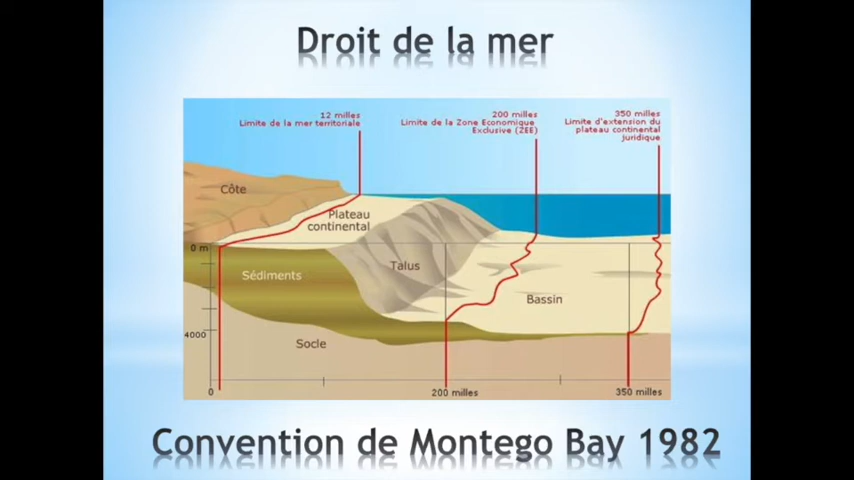 Droit de la mer
12 milles
Limite de la mer territoriale
200 milles
Limite de la Zone Economique
Exclusive (ZEE)
350 milles
Limite d'extension du
plateau continental
juridique
Côte
Plateau
continental
0 m
Talus
Sédiments
Bassin
4000
Socle
0
200 milles
350 milles
Convention de Montego Bay 1982